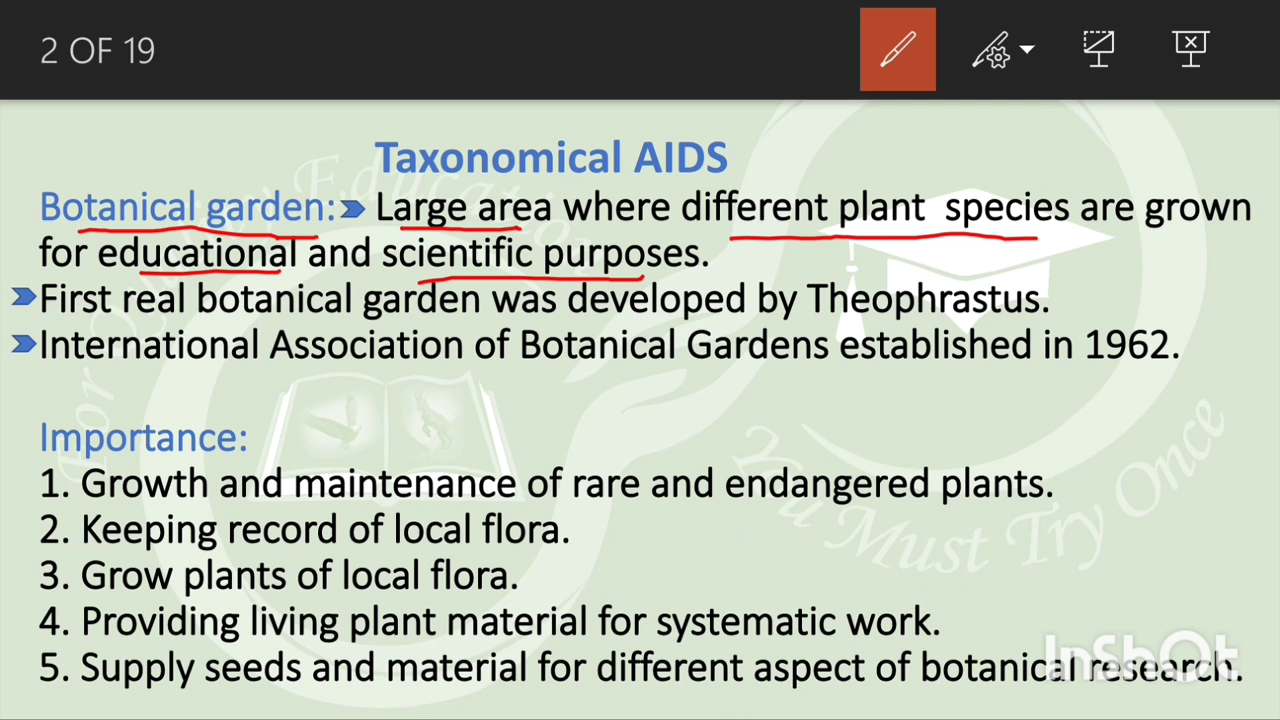 2 OF 19
Taxonomical AIDS
Botanical garden: Large area where different plant species are grown
for educational and scientific purposes.
First real botanical garden was developed by Theophrastus.
International Association of Botanical Gardens established in 1962.
Importance:
1. Growth and maintenance of rare and endangered plants.
2. Keeping record of local flora.
3. Grow plants of local flora.
4. Providing living plant material for systematic work.
5. Supply seeds and material for different aspect of botanical research.
InShOt
You Must Try Once